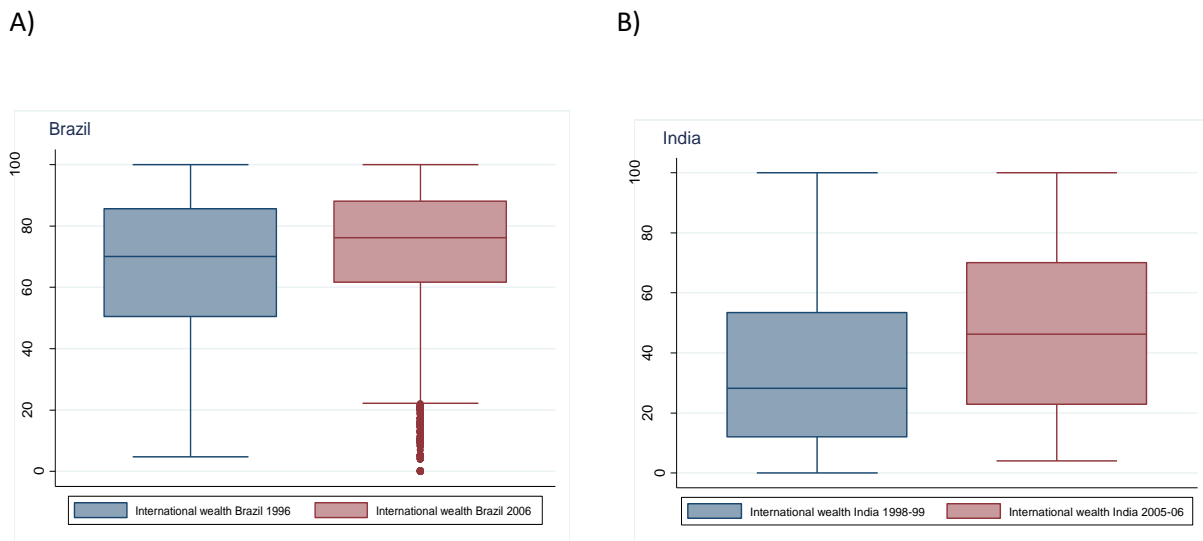 A)
B)
Brazil
100
80
60
40
20
0
International wealth Brazil 1996
International wealth Brazil 2006
India
100
80
60
40
20
0
International wealth India 1998-99
International wealth India 2005-06